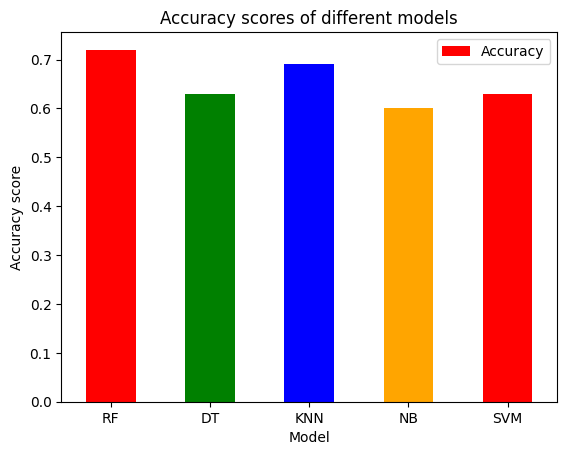 Accuracy scores of different models
Accuracy
Accuracy score
0.7
0.6
0.5
0.4
0.3
0.2
0.1
0.0
RF DT KNN NB SVM
Model